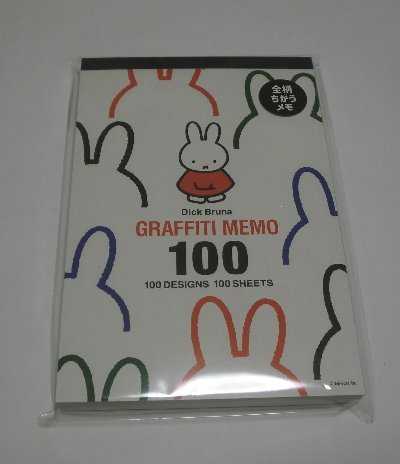 全柄
ちがう
メモ
Dick Bruna
GRAFFITI MEMO
100
100 DESIGNS 100 SHEETS